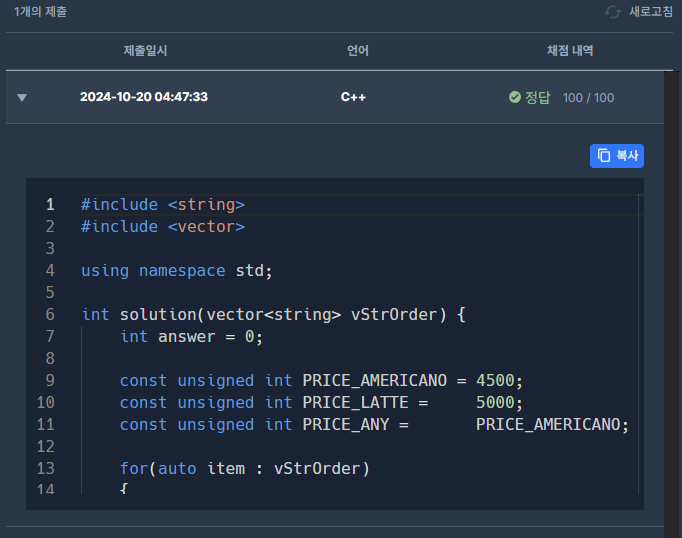 1개의 제출 새로고침
제출일시 언어 채점 내역
2024-10-20 04:47:33 C++ 정답 100 / 100
복사
1 #include <string>
2 #include <vector>
3
4 using namespace std;
5
6 int solution(vector<string> vStrOrder) {
7     int answer = 0;
8
9     const unsigned int PRICE_AMERICANO = 4500;
10     const unsigned int PRICE_LATTE =     5000;
11     const unsigned int PRICE_ANY =       PRICE_AMERICANO;
12
13     for(auto item : vStrOrder)
14     {